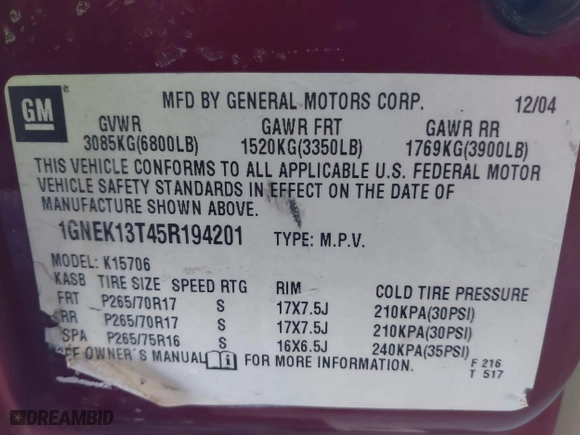 GM ®
MFD BY GENERAL MOTORS CORP. 12/04
GVWR GAWR FRT GAWR RR
3085KG(6800LB) 1520KG(3350LB) 1769KG(3900LB)
THIS VEHICLE CONFORMS TO ALL APPLICABLE U.S. FEDERAL MOTOR
VEHICLE SAFETY STANDARDS IN EFFECT ON THE DATE OF
MANUFACTURE SHOWN ABOVE.
1GNEK13T45R194201 TYPE: M.P.V.
MODEL: K15706
KASB TIRE SIZE SPEED RTG RIM COLD TIRE PRESSURE
FRT P265/70R17 S 17X7.5J 210KPA(30PSI)
RR P265/70R17 S 17X7.5J 210KPA(30PSI)
SPA P265/75R16 S 16X6.5J 240KPA(35PSI)
SEE OWNER'S MANUAL i FOR MORE INFORMATION.
F 216
T 517
DREAMBID